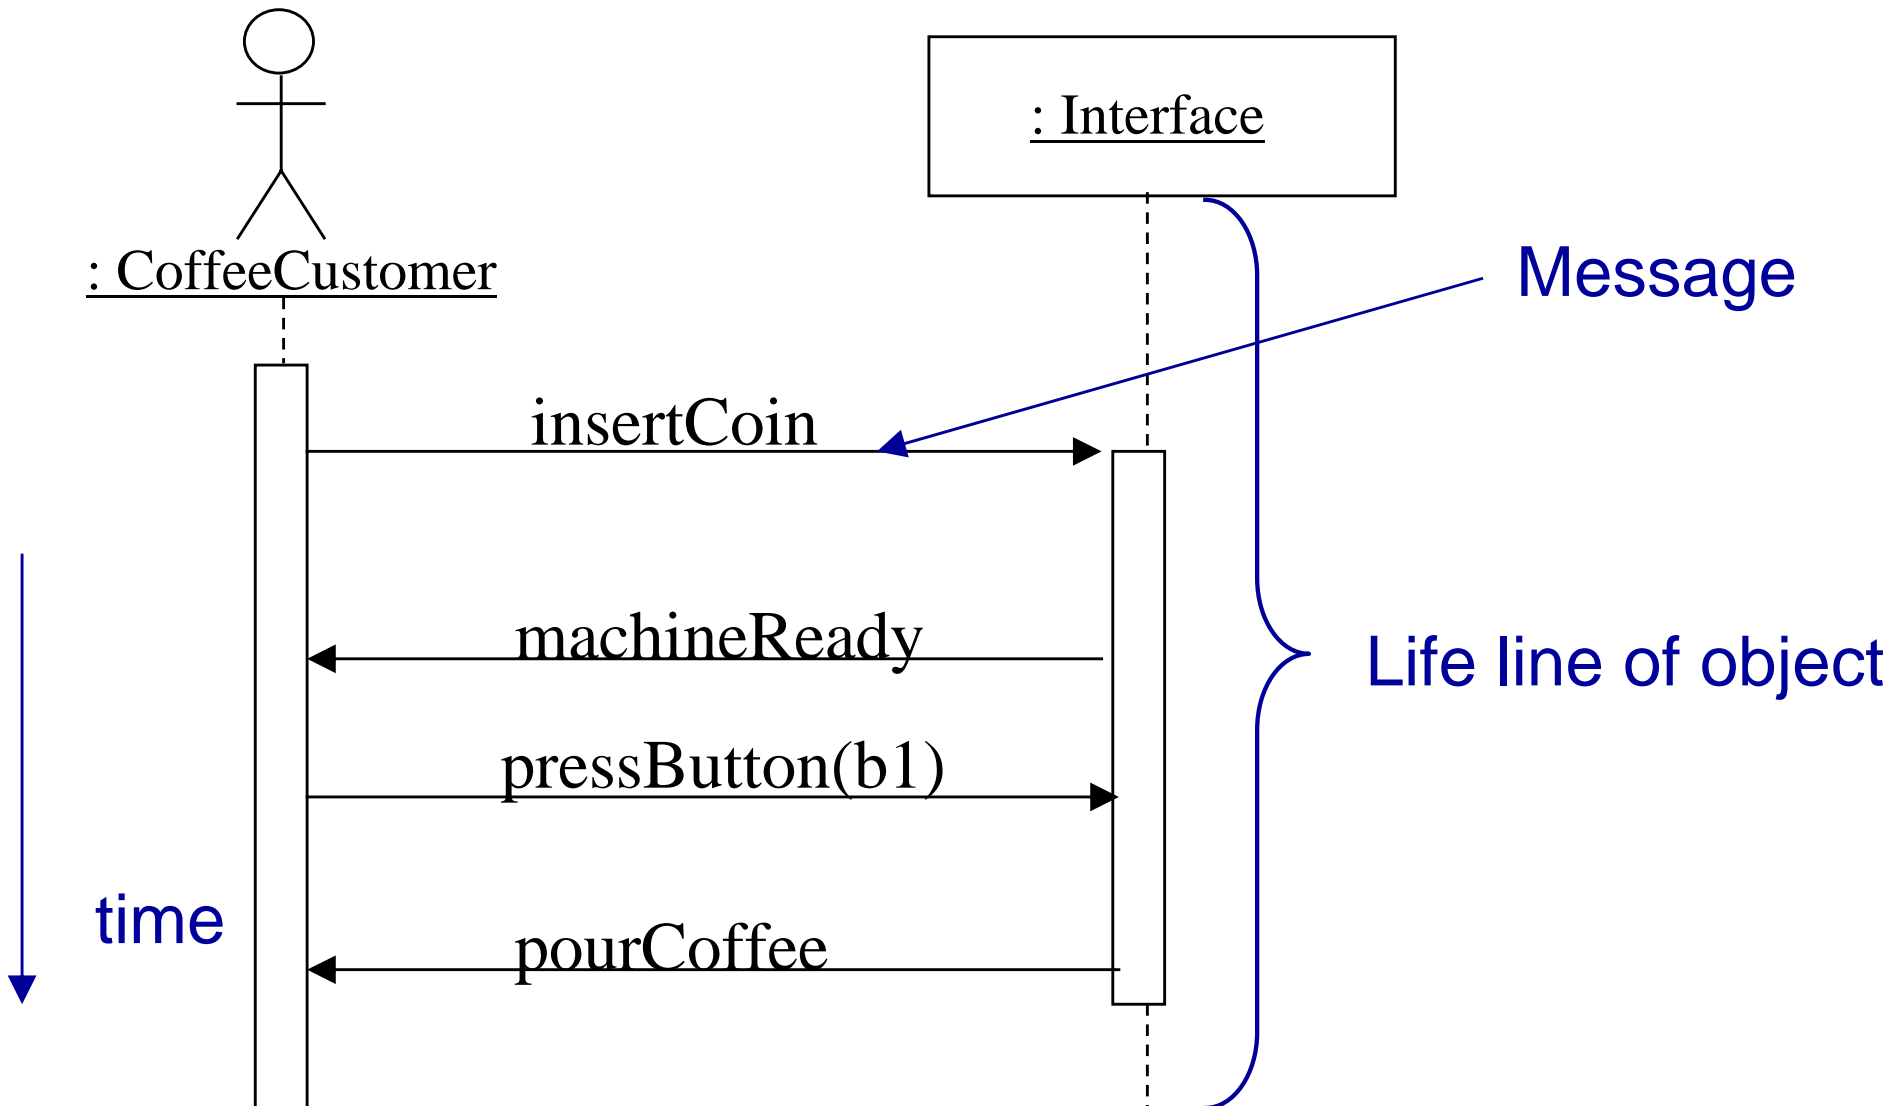 : Interface
: CoffeeCustomer
Message
insertCoin
machineReady
Life line of object
pressButton(b1)
time
pourCoffee